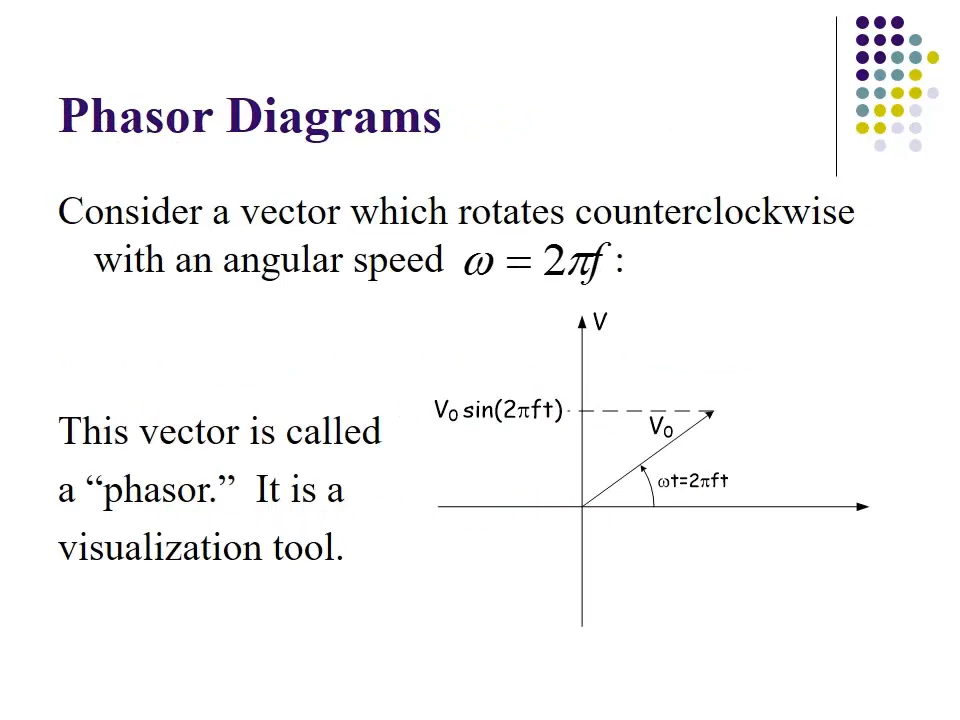 Phasor Diagrams
Consider a vector which rotates counterclockwise
with an angular speed ω = 2πf :
V
V₀ sin(2πft)
V₀
ωt=2πft
This vector is called
a “phasor.” It is a
visualization tool.